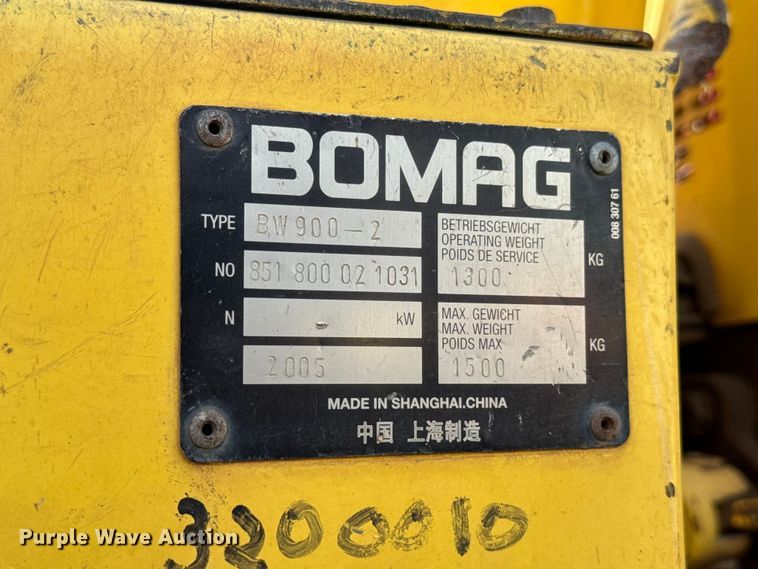 BOMAG
TYPE BW900-2
NO 851 800 02 1031
N - kW
2005
BETRIEBSGEWICHT
OPERATING WEIGHT
POIDS DE SERVICE
1300 KG
MAX. GEWICHT
MAX. WEIGHT
POIDS MAX
1500 KG
008 307 61
MADE IN SHANGHAI.CHINA
中国 上海制造
3200010
Purple Wave Auction